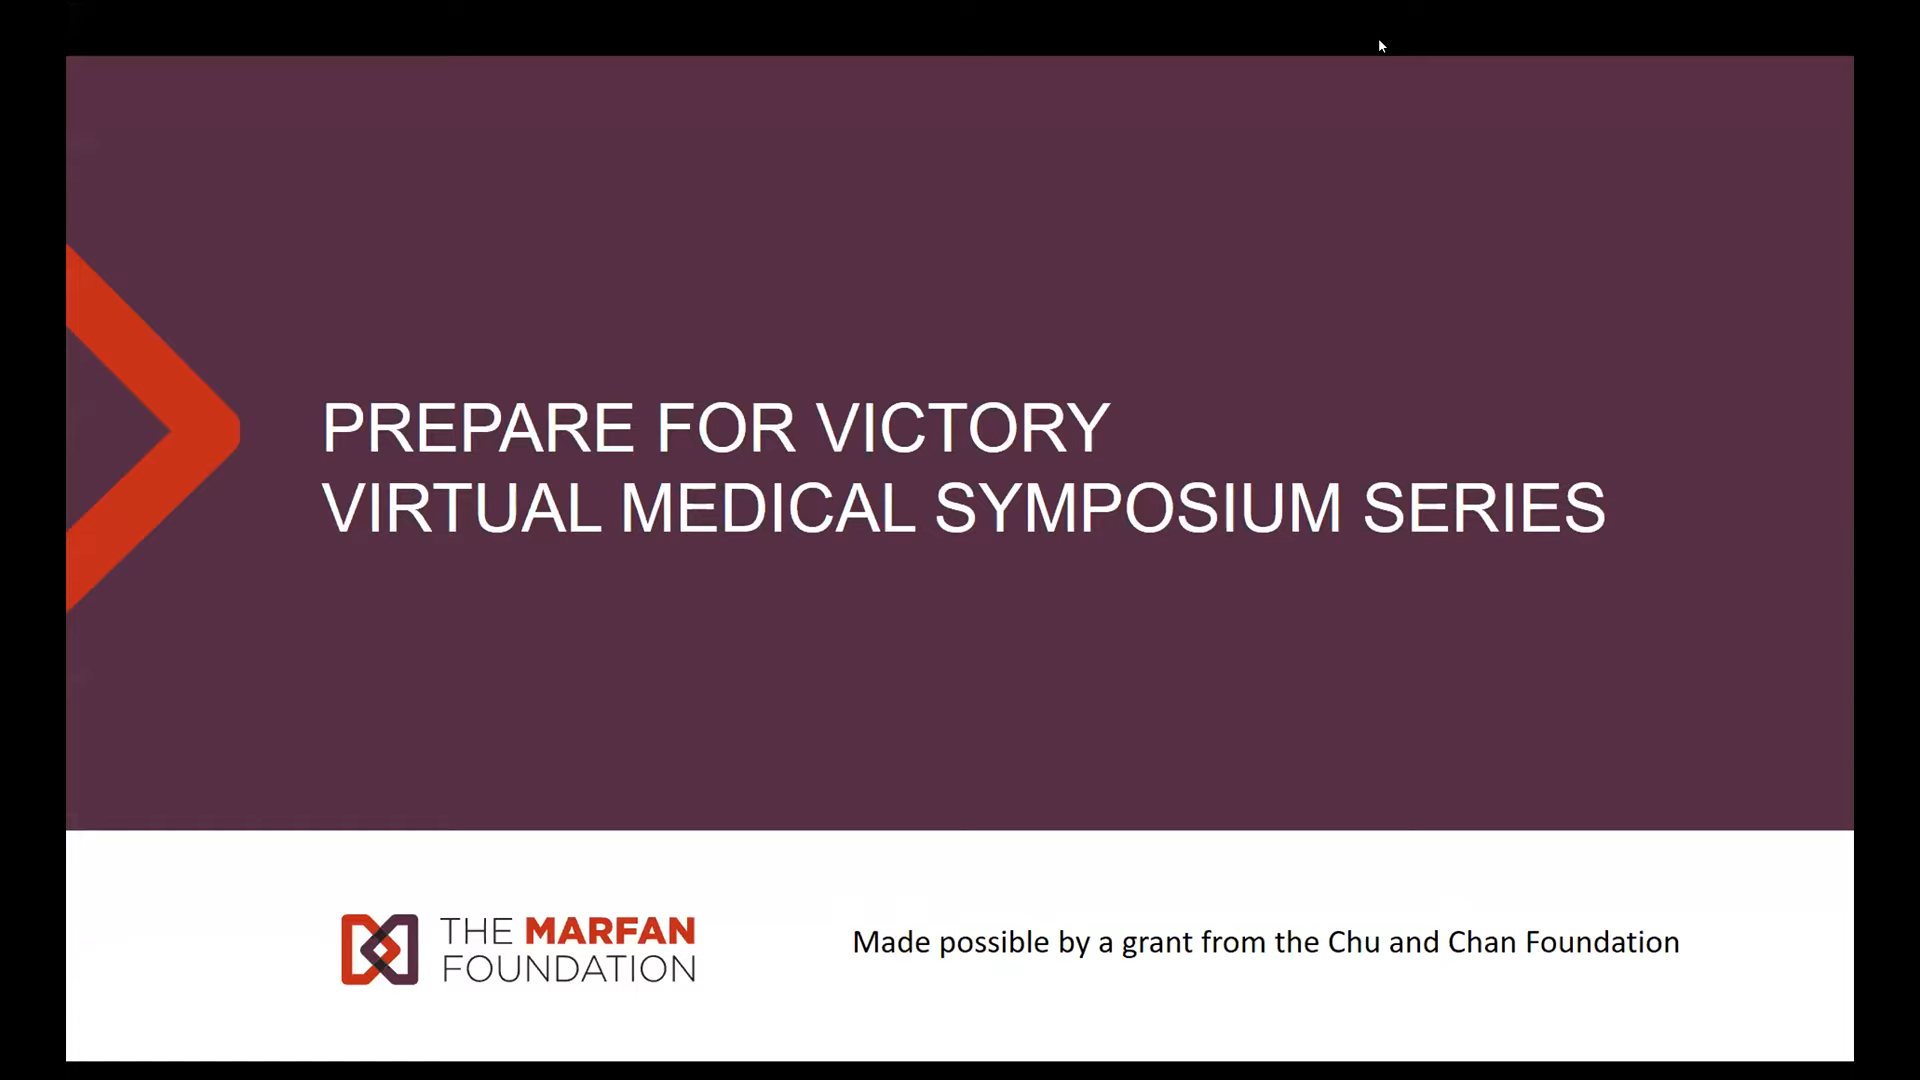 PREPARE FOR VICTORY
VIRTUAL MEDICAL SYMPOSIUM SERIES
THE MARFAN
FOUNDATION
Made possible by a grant from the Chu and Chan Foundation